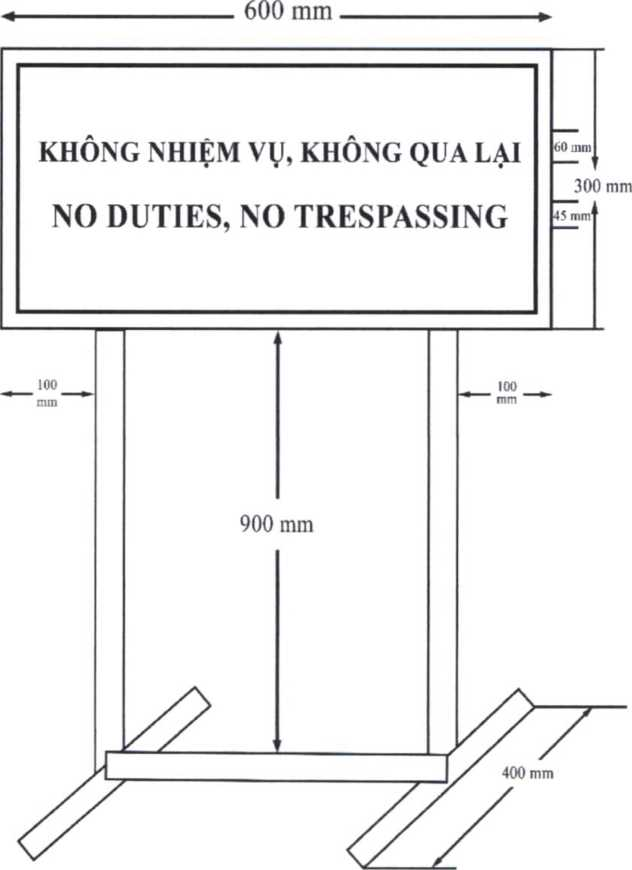 600 mm
KHÔNG NHIỆM VỤ, KHÔNG QUA LẠI
60 mm
300 mm
NO DUTIES, NO TRESPASSING
45 mm
100
mm
100
mm
900 mm
400 mm